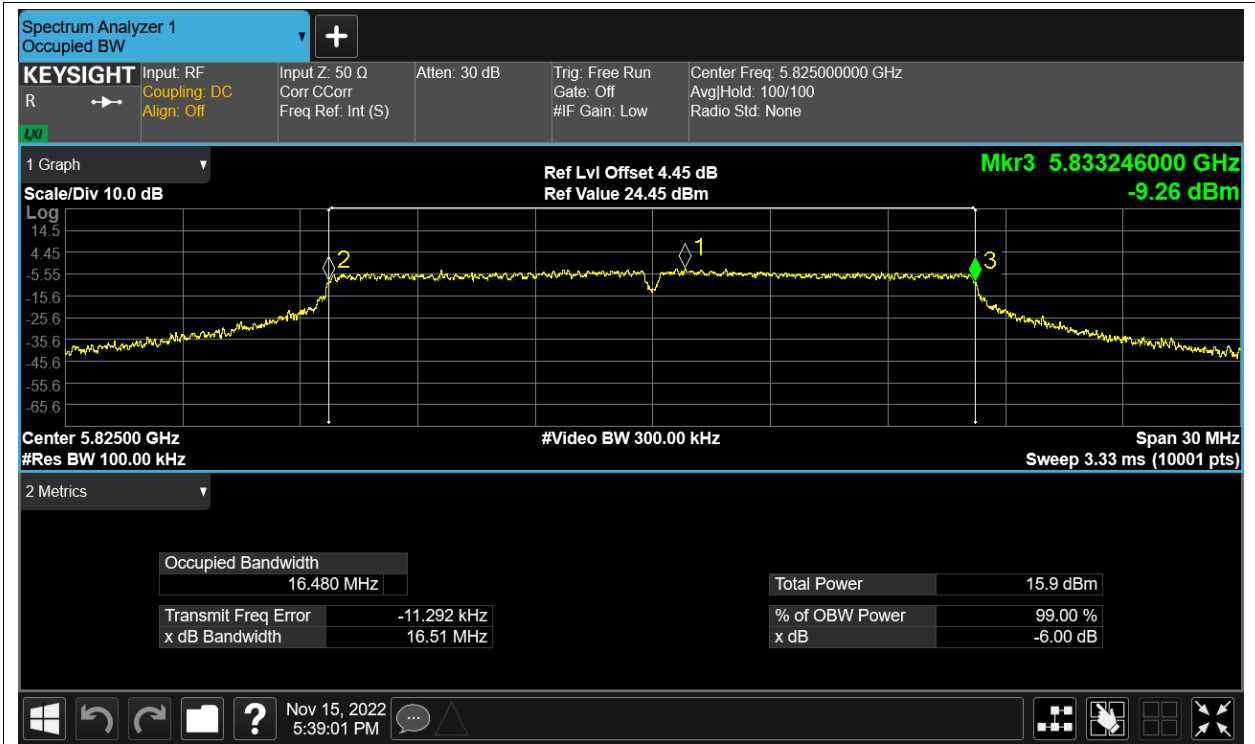 Spectrum Analyzer 1
Occupied BW
KEYSIGHT
R
LXI
Input: RF
Coupling: DC
Align: Off
Input Z: 50 Ω
Corr CCorr
Freq Ref: Int (S)
Atten: 30 dB
Trig: Free Run
Gate: Off
#IF Gain: Low
Center Freq: 5.825000000 GHz
Avg|Hold: 100/100
Radio Std: None
1 Graph
Scale/Div 10.0 dB
Ref Lvl Offset 4.45 dB
Ref Value 24.45 dBm
Mkr3 5.833246000 GHz
-9.26 dBm
Log
14.5
4.45
-5.55
-15.6
-25.6
-35.6
-45.6
-55.6
-65.6
2
1
3
Center 5.82500 GHz
#Res BW 100.00 kHz
#Video BW 300.00 kHz
Span 30 MHz
Sweep 3.33 ms (10001 pts)
2 Metrics
Occupied Bandwidth
16.480 MHz
Transmit Freq Error -11.292 kHz
x dB Bandwidth 16.51 MHz
Total Power 15.9 dBm
% of OBW Power 99.00 %
x dB -6.00 dB
?
Nov 15, 2022
5:39:01 PM